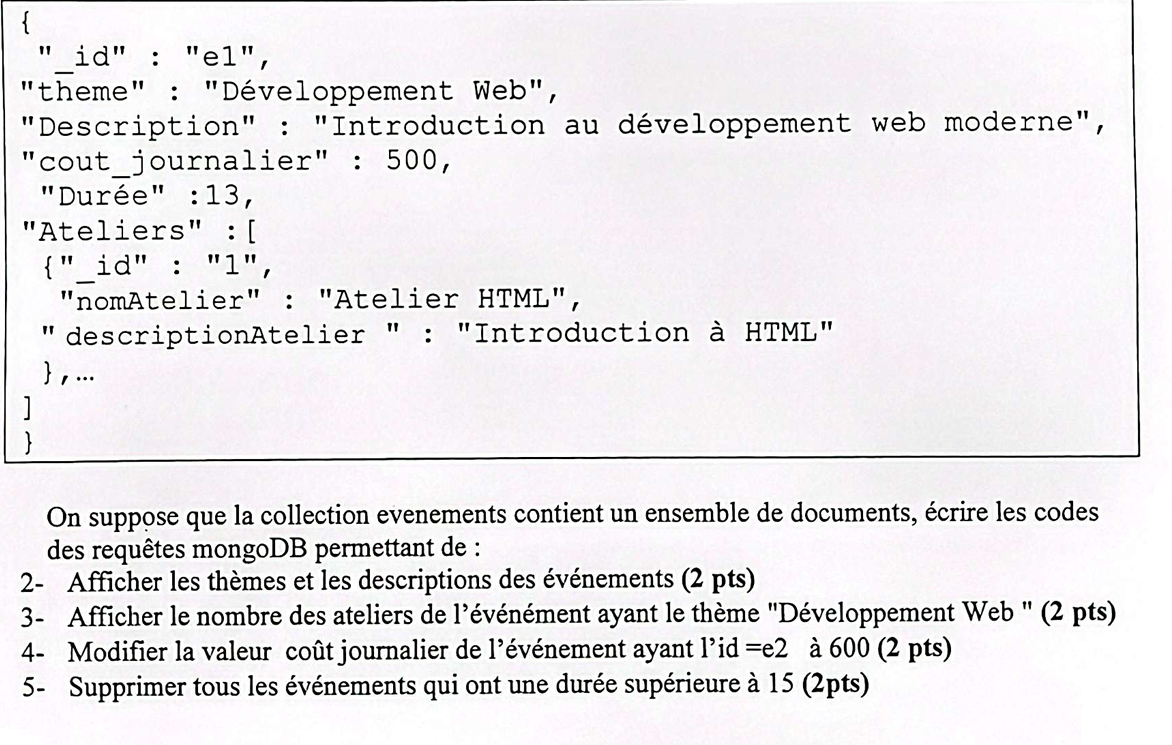 {
"_id" : "e1",
"theme" : "Développement Web",
"Description" : "Introduction au développement web moderne",
"cout_journalier" : 500,
"Durée" :13,
"Ateliers" :[
{"_id" : "1",
"nomAtelier" : "Atelier HTML",
" descriptionAtelier " : "Introduction à HTML"
},…
]
}
On suppose que la collection evenements contient un ensemble de documents, écrire les codes
des requêtes mongoDB permettant de :
2- Afficher les thèmes et les descriptions des événements (2 pts)
3- Afficher le nombre des ateliers de l'événément ayant le thème "Développement Web " (2 pts)
4- Modifier la valeur coût journalier de l'événement ayant l'id =e2 à 600 (2 pts)
5- Supprimer tous les événements qui ont une durée supérieure à 15 (2pts)